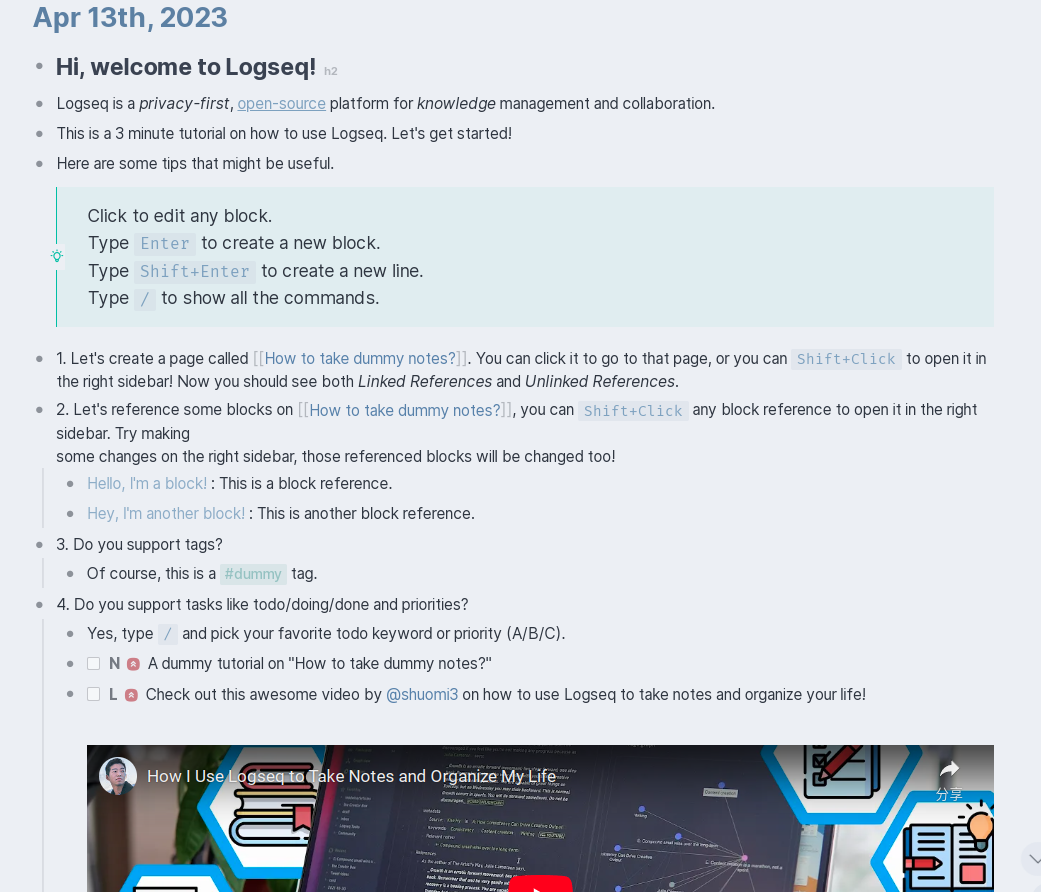 Apr 13th, 2023
Hi, welcome to Logseq! h2
Logseq is a privacy-first, open-source platform for knowledge management and collaboration.
This is a 3 minute tutorial on how to use Logseq. Let's get started!
Here are some tips that might be useful.
Click to edit any block.
Type Enter to create a new block.
Type Shift+Enter to create a new line.
Type / to show all the commands.
1. Let's create a page called [[How to take dummy notes?]]. You can click it to go to that page, or you can Shift+Click to open it in
the right sidebar! Now you should see both Linked References and Unlinked References.
2. Let's reference some blocks on [[How to take dummy notes?]], you can Shift+Click any block reference to open it in the right
sidebar. Try making
some changes on the right sidebar, those referenced blocks will be changed too!
Hello, I'm a block! : This is a block reference.
Hey, I'm another block! : This is another block reference.
3. Do you support tags?
Of course, this is a #dummy tag.
4. Do you support tasks like todo/doing/done and priorities?
Yes, type / and pick your favorite todo keyword or priority (A/B/C).
N A dummy tutorial on "How to take dummy notes?"
L Check out this awesome video by @shuomi3 on how to use Logseq to take notes and organize your life!
How I Use Logseq to Take Notes and Organize My Life
分享